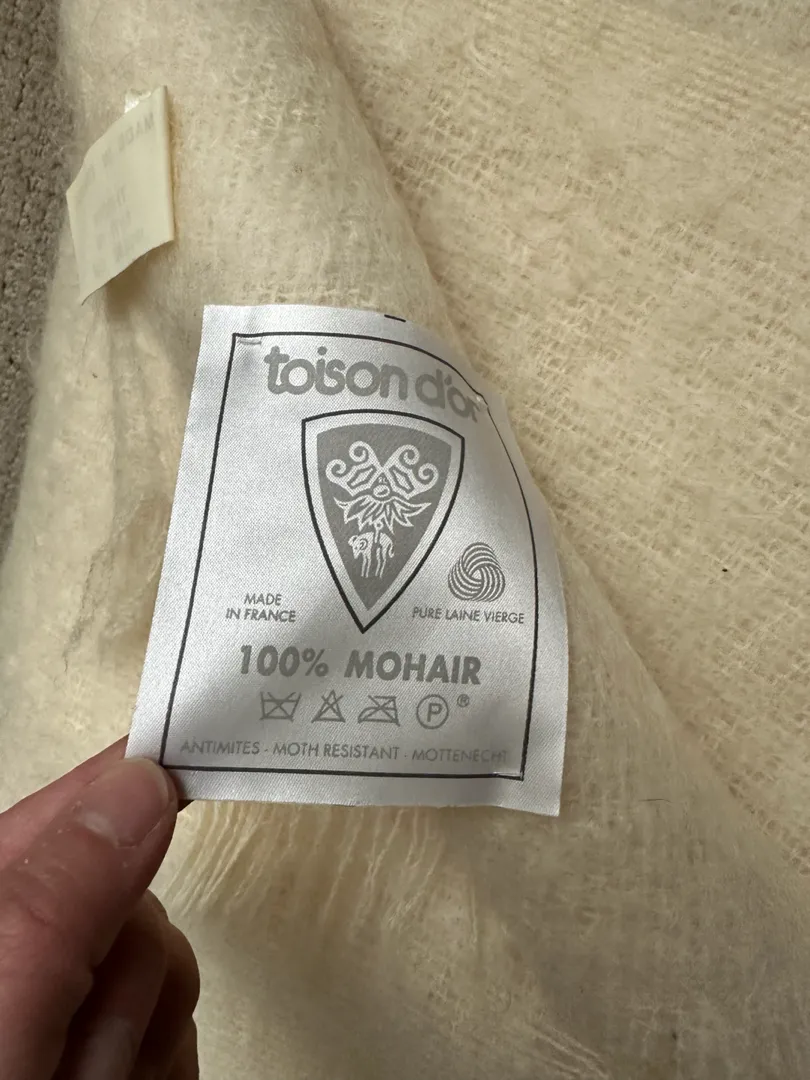 toison d'or
MADE
IN FRANCE
PURE LAINE VIERGE
100% MOHAIR
P ®
ANTIMITES - MOTH RESISTANT - MOTTENECHT